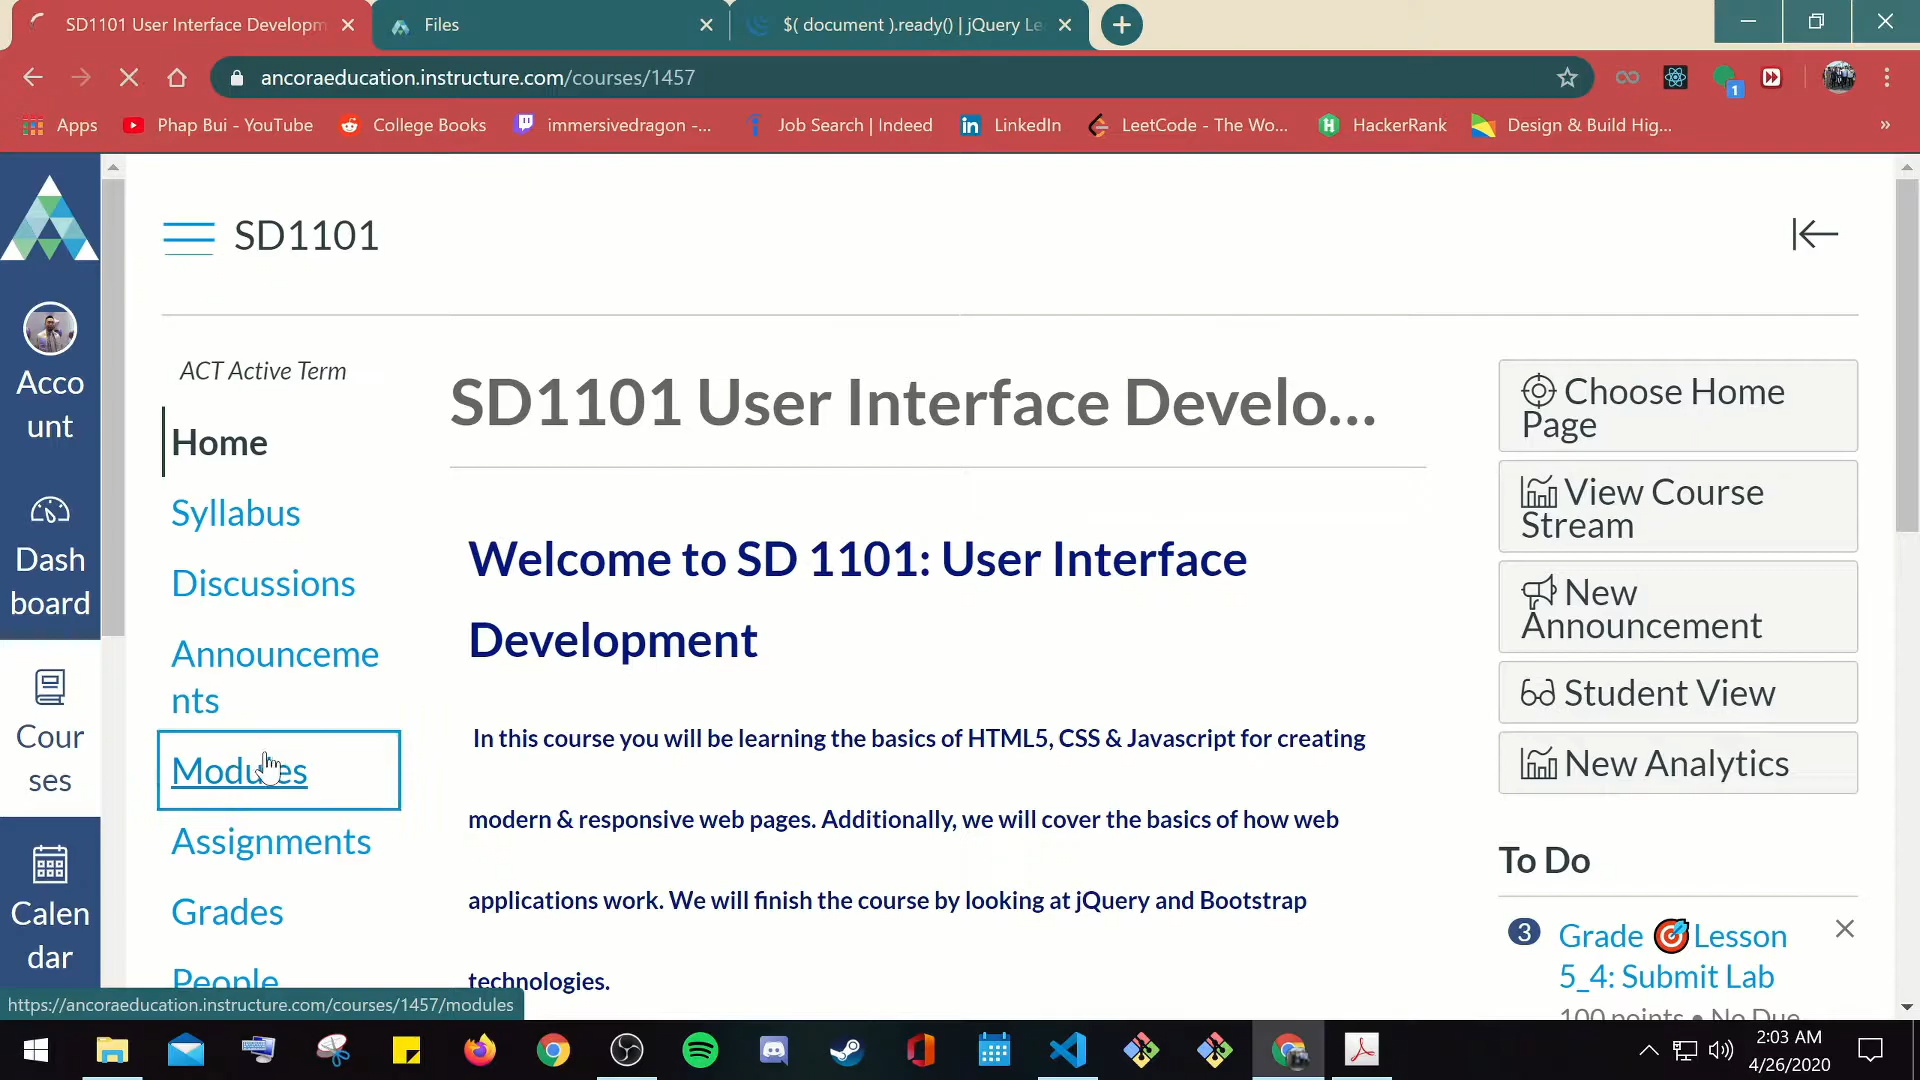 SD1101 User Interface Developm
Files
$( document ).ready() | jQuery Le
ancoraeducation.instructure.com/courses/1457
1
Apps
Phap Bui - YouTube
College Books
immersivedragon -...
Job Search | Indeed
LinkedIn
LeetCode - The Wo...
HackerRank
Design & Build Hig...
»
SD1101
Acco
unt
Dash
board
Cour
ses
Calen
dar
ACT Active Term
Home
Syllabus
Discussions
Announceme
nts
Modules
Assignments
Grades
People
SD1101 User Interface Develo...
Welcome to SD 1101: User Interface
Development
In this course you will be learning the basics of HTML5, CSS & Javascript for creating
modern & responsive web pages. Additionally, we will cover the basics of how web
applications work. We will finish the course by looking at jQuery and Bootstrap
technologies.
Choose Home
Page
View Course
Stream
New
Announcement
Student View
New Analytics
To Do
3
Grade 🎯Lesson
5_4: Submit Lab
100 points • No Due
https://ancoraeducation.instructure.com/courses/1457/modules
2:03 AM
4/26/2020